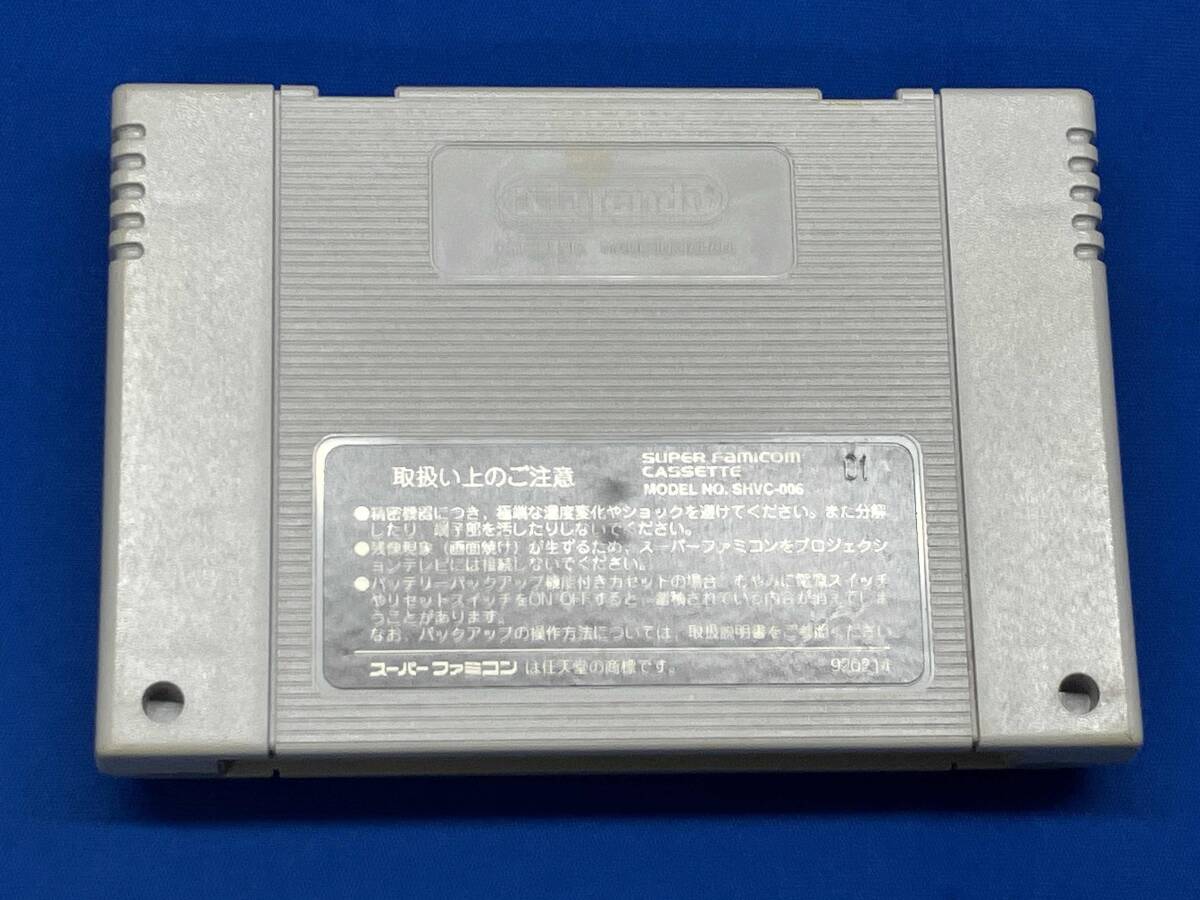 Nintendo
取扱い上のご注意
SUPER FAMICOM
CASSETTE
MODEL NO. SHVC-006
●精密機器につき，極端な温度変化やショックを避けてください。また分解
したり，端子部を汚したりしないでください。
●残像現象（画面焼け）が生ずるため，スーパーファミコンをプロジェクシ
ョンテレビには接続しないでください。
●バッテリーバックアップ機能付きカセットの場合，むやみに電源スイッチ
やリセットスイッチをON OFFすると，蓄積されている内容が消えてしま
うことがあります。
なお，バックアップの操作方法については，取扱説明書をご参照ください
スーパーファミコンは任天堂の商標です。
920214